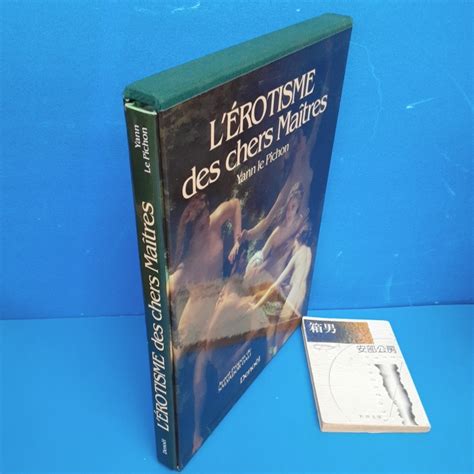 L'ÉROTISME
des chers Maîtres
Yann le Pichon
Denoël
Yann
Le Pichon
L'ÉROTISME des chers Maîtres
Denoël
箱男
安部公房